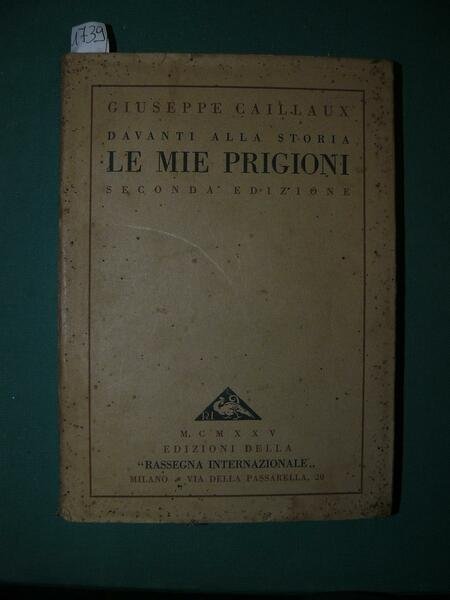 1739
GIUSEPPE CAILLAUX
DAVANTI ALLA STORIA
LE MIE PRIGIONI
SECONDA EDIZIONE
RI
M. CMXXV
EDIZIONI DELLA
"RASSEGNA INTERNAZIONALE„
MILANO - VIA DELLA PASSARELLA, 20